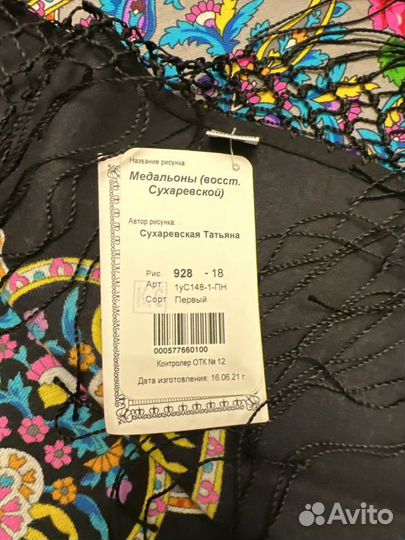 Название рисунка:
Медальоны (восст.
Сухаревской)
Автор рисунка:
Сухаревская Татьяна
Рис. 928 - 18
Арт. 1уС148-1-ПН
Сорт Первый
000577660100
Контролер ОТК № 12
Дата изготовления: 16.06.21 г.
Avito